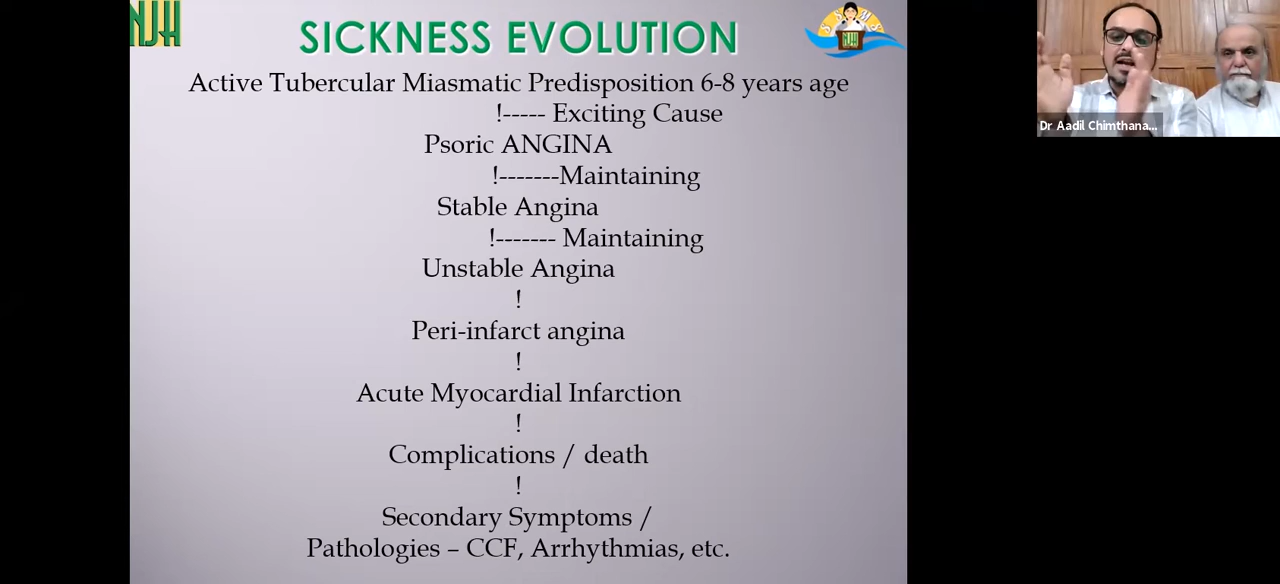 NJH
SICKNESS EVOLUTION
Active Tubercular Miasmatic Predisposition 6-8 years age
!----- Exciting Cause
Psoric ANGINA
!-------Maintaining
Stable Angina
!------- Maintaining
Unstable Angina
!
Peri-infarct angina
!
Acute Myocardial Infarction
!
Complications / death
!
Secondary Symptoms /
Pathologies – CCF, Arrhythmias, etc.
Dr Aadil Chimthana...